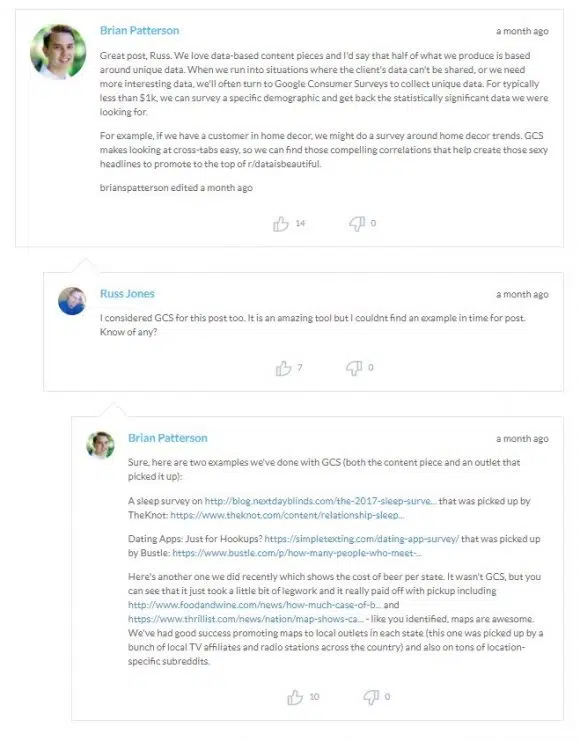 Brian Patterson
a month ago
Great post, Russ. We love data-based content pieces and I'd say that half of what we produce is based
around unique data. When we run into situations where the client's data can't be shared, or we need
more interesting data, we'll often turn to Google Consumer Surveys to collect unique data. For typically
less than $1k, we can survey a specific demographic and get back the statistically significant data we were
looking for.
For example, if we have a customer in home decor, we might do a survey around home decor trends. GCS
makes looking at cross-tabs easy, so we can find those compelling correlations that help create those sexy
headlines to promote to the top of r/dataisbeautiful.
brianspatterson edited a month ago
14
0
Russ Jones
a month ago
I considered GCS for this post too. It is an amazing tool but I couldnt find an example in time for post.
Know of any?
7
0
Brian Patterson
a month ago
Sure, here are two examples we've done with GCS (both the content piece and an outlet that
picked it up):
A sleep survey on http://blog.nextdayblinds.com/the-2017-sleep-surve... that was picked up by
TheKnot: https://www.theknot.com/content/relationship-sleep...
Dating Apps: Just for Hookups? https://simpletexting.com/dating-app-survey/ that was picked up
by Bustle: https://www.bustle.com/p/how-many-people-who-meet-...
Here's another one we did recently which shows the cost of beer per state. It wasn't GCS, but you
can see that it just took a little bit of legwork and it really paid off with pickup including
http://www.foodandwine.com/news/how-much-case-of-b... and
https://www.thrillist.com/news/nation/map-shows-ca... - like you identified, maps are awesome.
We've had good success promoting maps to local outlets in each state (this one was picked up by a
bunch of local TV affiliates and radio stations across the country) and also on tons of location-
specific subreddits.
10
0